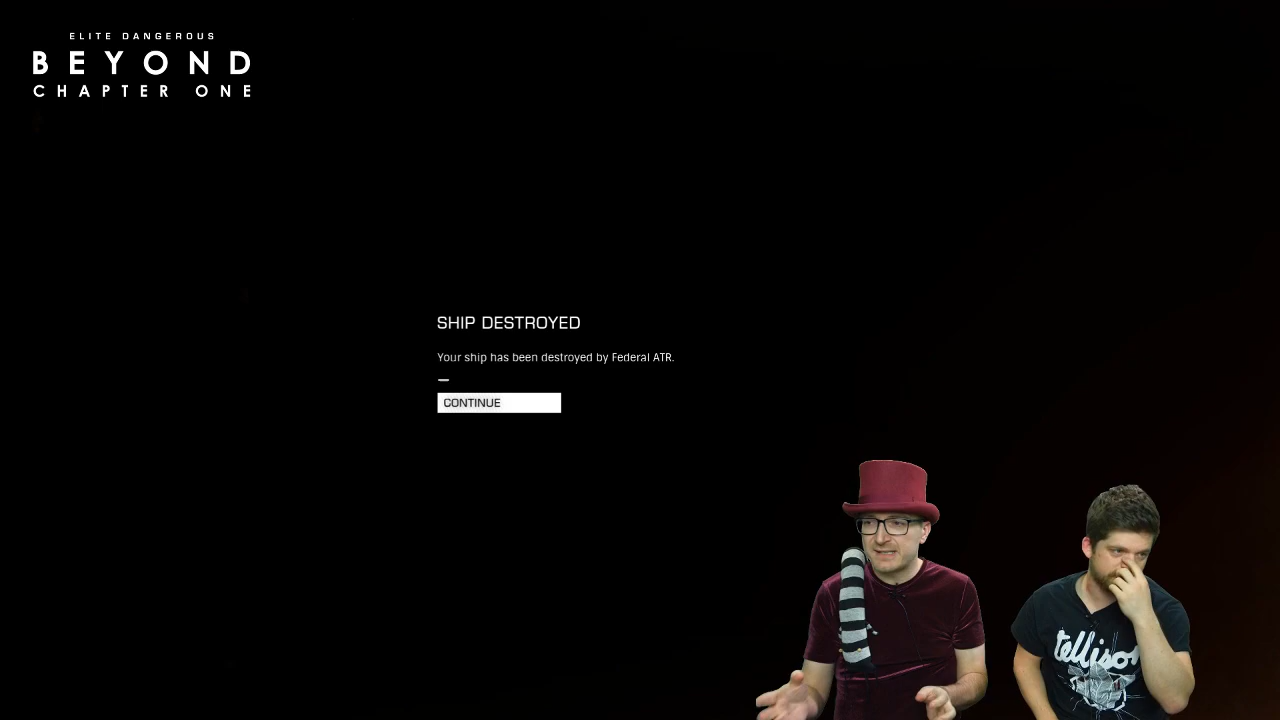 ELITE DANGEROUS
BEYOND
CHAPTER ONE
SHIP DESTROYED
Your ship has been destroyed by Federal ATR.
CONTINUE
tellison